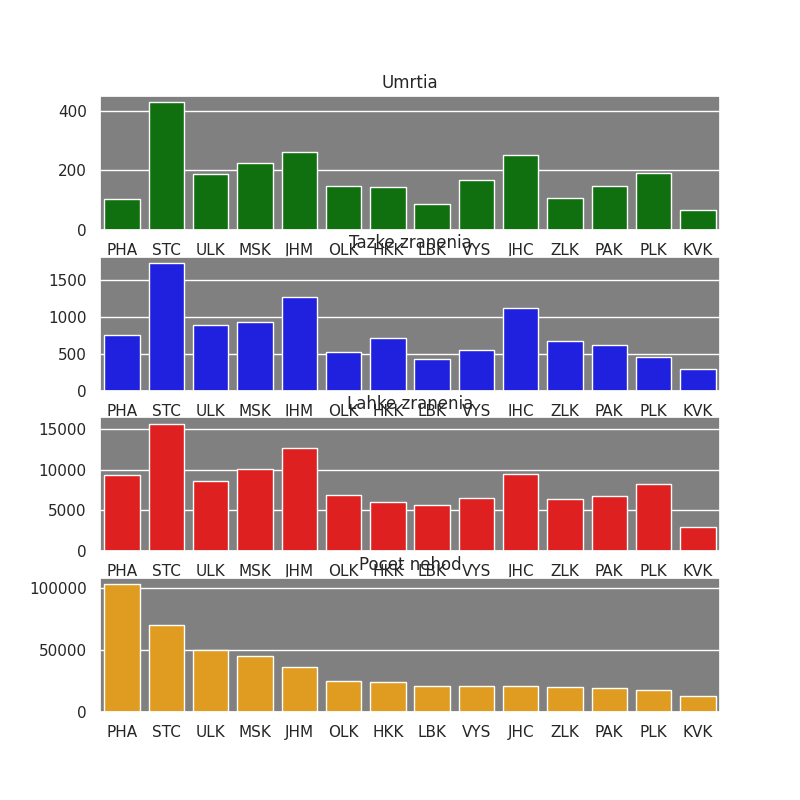 Umrtia
400
200
0
PHA STC ULK MSK JHM OLK HKK LBK VYS JHC ZLK PAK PLK KVK
Tazke zranenia
1500
1000
500
0
PHA STC ULK MSK JHM OLK HKK LBK VYS JHC ZLK PAK PLK KVK
Lahke zranenia
15000
10000
5000
0
PHA STC ULK MSK JHM OLK HKK LBK VYS JHC ZLK PAK PLK KVK
Pocet nehod
100000
50000
0
PHA STC ULK MSK JHM OLK HKK LBK VYS JHC ZLK PAK PLK KVK